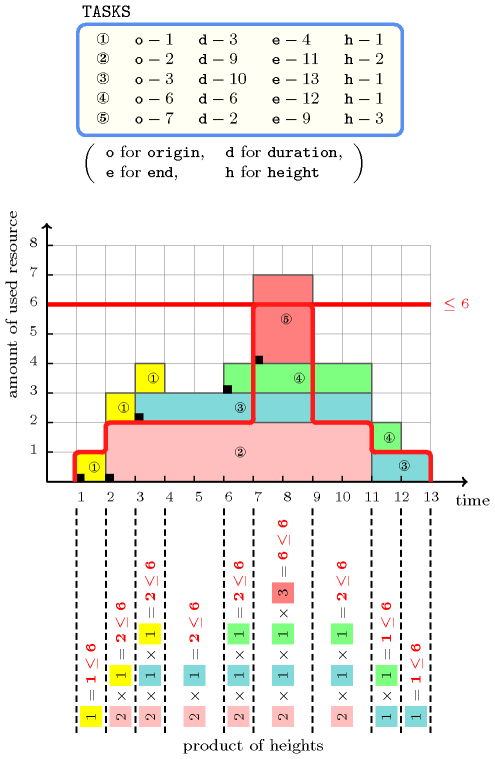 TASKS
① o − 1 d − 3 e − 4 h − 1
② o − 2 d − 9 e − 11 h − 2
③ o − 3 d − 10 e − 13 h − 1
④ o − 6 d − 6 e − 12 h − 1
⑤ o − 7 d − 2 e − 9 h − 3
( o for origin, d for duration,
e for end, h for height )
amount of used resource
8
7
6
5
4
3
2
1
≤ 6
⑤
① ④
① ③
② ④
① ③
1 2 3 4 5 6 7 8 9 10 11 12 13
time
1 = 1 ≤ 6
2 × 1 = 2 ≤ 6
2 × 1 × 1 = 2 ≤ 6
2 × 1 = 2 ≤ 6
2 × 1 × 1 = 2 ≤ 6
2 × 1 × 1 × 3 = 6 ≤ 6
2 × 1 × 1 = 2 ≤ 6
1 × 1 = 1 ≤ 6
1 = 1 ≤ 6
product of heights